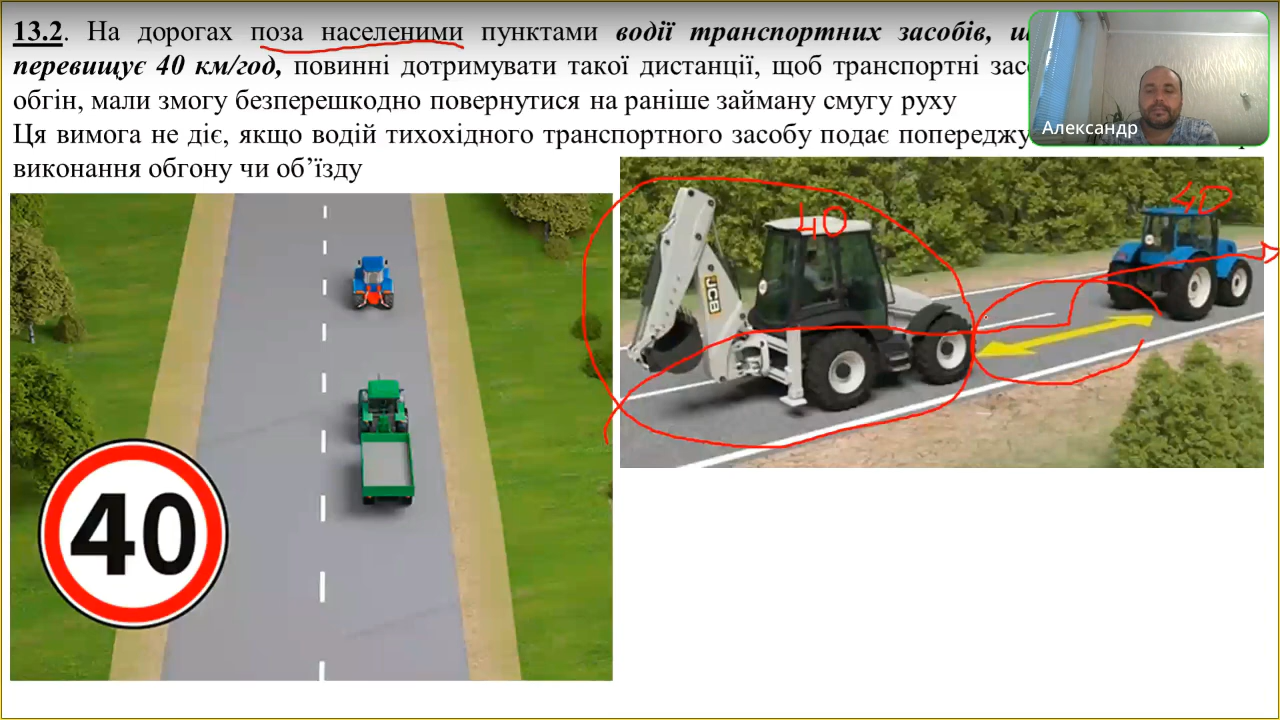 13.2. На дорогах поза населеними пунктами водії транспортних засобів,
перевищує 40 км/год, повинні дотримувати такої дистанції, щоб транспортні
обгін, мали змогу безперешкодно повернутися на раніше займану смугу руху
Ця вимога не діє, якщо водій тихохідного транспортного засобу подає
виконання обгону чи об’їзду
Александр
40
40
JCB
40